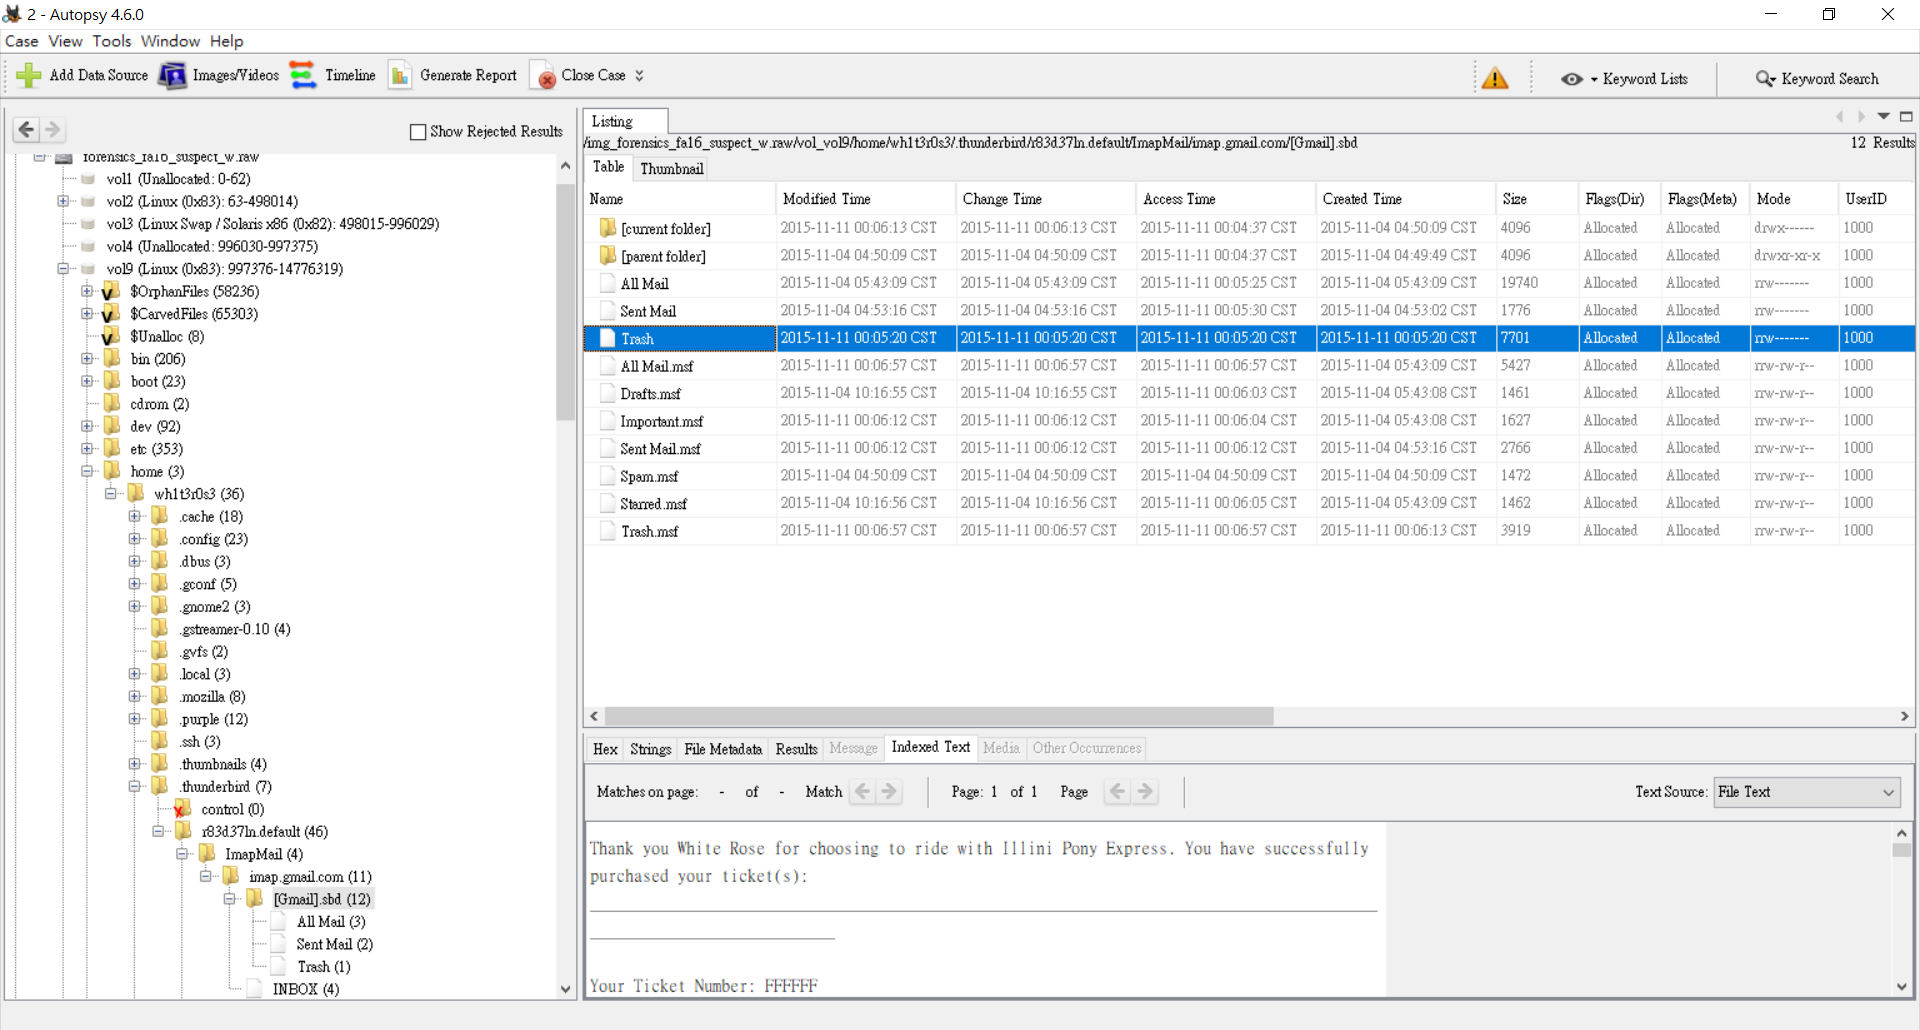 2 - Autopsy 4.6.0
Case View Tools Window Help
Add Data Source Images/Videos Timeline Generate Report Close Case Keyword Lists Keyword Search
Show Rejected Results
forensics_fa16_suspect_w.raw
vol1 (Unallocated: 0-62)
vol2 (Linux (0x83): 63-498014)
vol3 (Linux Swap / Solaris x86 (0x82): 498015-996029)
vol4 (Unallocated: 996030-997375)
vol9 (Linux (0x83): 997376-14776319)
$OrphanFiles (58236)
$CarvedFiles (65303)
$Unalloc (8)
bin (206)
boot (23)
cdrom (2)
dev (92)
etc (353)
home (3)
wh1t3r0s3 (36)
.cache (18)
.config (23)
.dbus (3)
.gconf (5)
.gnome2 (3)
.gstreamer-0.10 (4)
.gvfs (2)
.local (3)
.mozilla (8)
.purple (12)
.ssh (3)
.thumbnails (4)
.thunderbird (7)
control (0)
r83d37ln.default (46)
ImapMail (4)
imap.gmail.com (11)
[Gmail].sbd (12)
All Mail (3)
Sent Mail (2)
Trash (1)
INBOX (4)
Listing
/img_forensics_fa16_suspect_w.raw/vol_vol9/home/wh1t3r0s3/.thunderbird/r83d37ln.default/ImapMail/imap.gmail.com/[Gmail].sbd 12 Results
Table Thumbnail
Name Modified Time Change Time Access Time Created Time Size Flags(Dir) Flags(Meta) Mode UserID
[current folder] 2015-11-11 00:06:13 CST 2015-11-11 00:06:13 CST 2015-11-11 00:04:37 CST 2015-11-04 04:50:09 CST 4096 Allocated Allocated drwx------ 1000
[parent folder] 2015-11-04 04:50:09 CST 2015-11-04 04:50:09 CST 2015-11-11 00:04:37 CST 2015-11-04 04:49:49 CST 4096 Allocated Allocated drwxr-xr-x 1000
All Mail 2015-11-04 05:43:09 CST 2015-11-04 05:43:09 CST 2015-11-11 00:05:25 CST 2015-11-04 05:43:09 CST 19740 Allocated Allocated rrw------- 1000
Sent Mail 2015-11-04 04:53:16 CST 2015-11-04 04:53:16 CST 2015-11-11 00:05:30 CST 2015-11-04 04:53:02 CST 1776 Allocated Allocated rrw------- 1000
Trash 2015-11-11 00:05:20 CST 2015-11-11 00:05:20 CST 2015-11-11 00:05:20 CST 2015-11-11 00:05:20 CST 7701 Allocated Allocated rrw------- 1000
All Mail.msf 2015-11-11 00:06:57 CST 2015-11-11 00:06:57 CST 2015-11-11 00:06:57 CST 2015-11-04 05:43:09 CST 5427 Allocated Allocated rrw-rw-r-- 1000
Drafts.msf 2015-11-04 10:16:55 CST 2015-11-04 10:16:55 CST 2015-11-11 00:06:03 CST 2015-11-04 05:43:08 CST 1461 Allocated Allocated rrw-rw-r-- 1000
Important.msf 2015-11-11 00:06:12 CST 2015-11-11 00:06:12 CST 2015-11-11 00:06:04 CST 2015-11-04 05:43:08 CST 1627 Allocated Allocated rrw-rw-r-- 1000
Sent Mail.msf 2015-11-11 00:06:12 CST 2015-11-11 00:06:12 CST 2015-11-11 00:06:12 CST 2015-11-04 04:53:16 CST 2766 Allocated Allocated rrw-rw-r-- 1000
Spam.msf 2015-11-04 04:50:09 CST 2015-11-04 04:50:09 CST 2015-11-04 04:50:09 CST 2015-11-04 04:50:09 CST 1472 Allocated Allocated rrw-rw-r-- 1000
Starred.msf 2015-11-04 10:16:56 CST 2015-11-04 10:16:56 CST 2015-11-11 00:06:05 CST 2015-11-04 05:43:09 CST 1462 Allocated Allocated rrw-rw-r-- 1000
Trash.msf 2015-11-11 00:06:57 CST 2015-11-11 00:06:57 CST 2015-11-11 00:06:57 CST 2015-11-11 00:06:13 CST 3919 Allocated Allocated rrw-rw-r-- 1000
Hex Strings File Metadata Results Message Indexed Text Media Other Occurrences
Matches on page: - of - Match Page: 1 of 1 Page Text Source: File Text
Thank you White Rose for choosing to ride with Illini Pony Express. You have successfully
purchased your ticket(s):
Your Ticket Number: FFFFFF